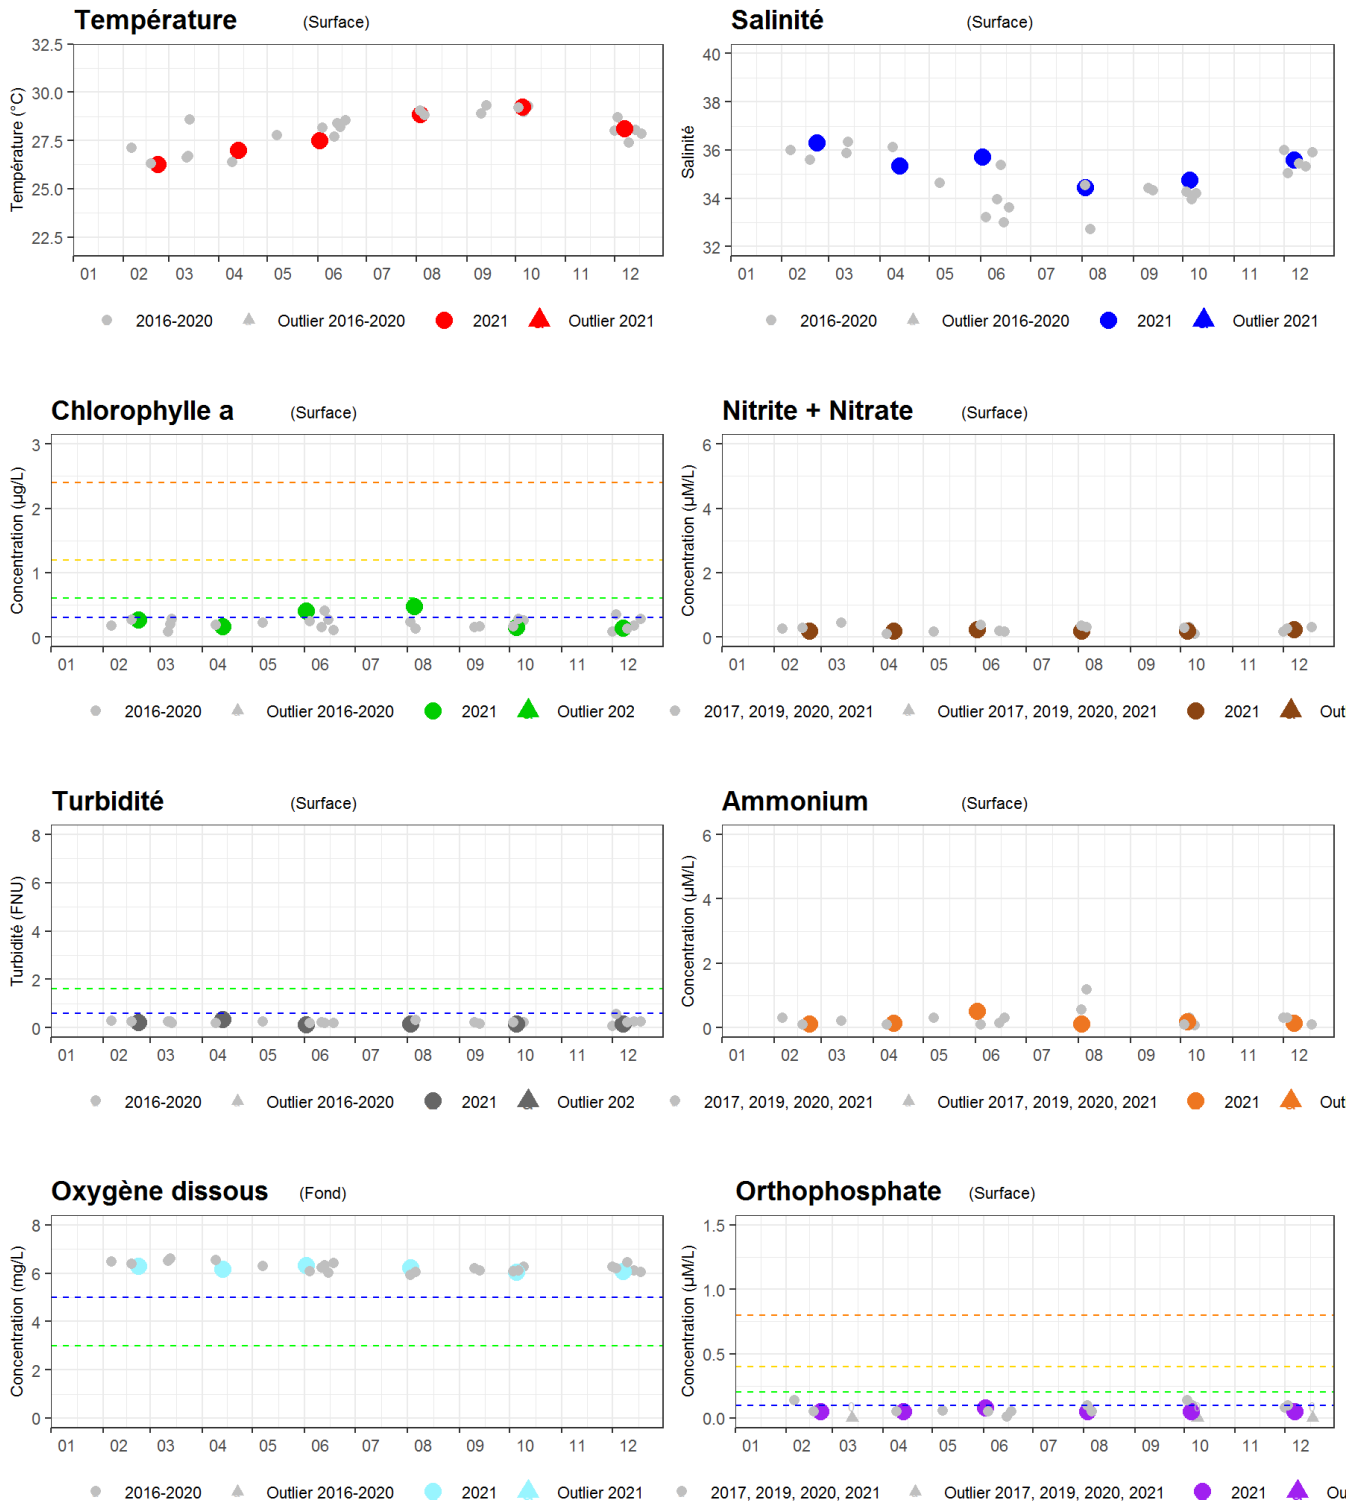 Température (Surface)
Température (°C)
32.5
30.0
27.5
25.0
22.5
01 02 03 04 05 06 07 08 09 10 11 12
2016-2020 Outlier 2016-2020 2021 Outlier 2021
Salinité (Surface)
Salinité
40
38
36
34
32
01 02 03 04 05 06 07 08 09 10 11 12
2016-2020 Outlier 2016-2020 2021 Outlier 2021
Chlorophylle a (Surface)
Concentration (µg/L)
3
2
1
0
01 02 03 04 05 06 07 08 09 10 11 12
2016-2020 Outlier 2016-2020 2021 Outlier 202
Nitrite + Nitrate (Surface)
Concentration (µM/L)
6
4
2
0
01 02 03 04 05 06 07 08 09 10 11 12
2017, 2019, 2020, 2021 Outlier 2017, 2019, 2020, 2021 2021 Out
Turbidité (Surface)
Turbidité (FNU)
8
6
4
2
0
01 02 03 04 05 06 07 08 09 10 11 12
2016-2020 Outlier 2016-2020 2021 Outlier 202
Ammonium (Surface)
Concentration (µM/L)
6
4
2
0
01 02 03 04 05 06 07 08 09 10 11 12
2017, 2019, 2020, 2021 Outlier 2017, 2019, 2020, 2021 2021 Out
Oxygène dissous (Fond)
Concentration (mg/L)
8
6
4
2
0
01 02 03 04 05 06 07 08 09 10 11 12
2016-2020 Outlier 2016-2020 2021 Outlier 2021
Orthophosphate (Surface)
Concentration (µM/L)
1.5
1.0
0.5
0.0
01 02 03 04 05 06 07 08 09 10 11 12
2017, 2019, 2020, 2021 Outlier 2017, 2019, 2020, 2021 2021 Ou